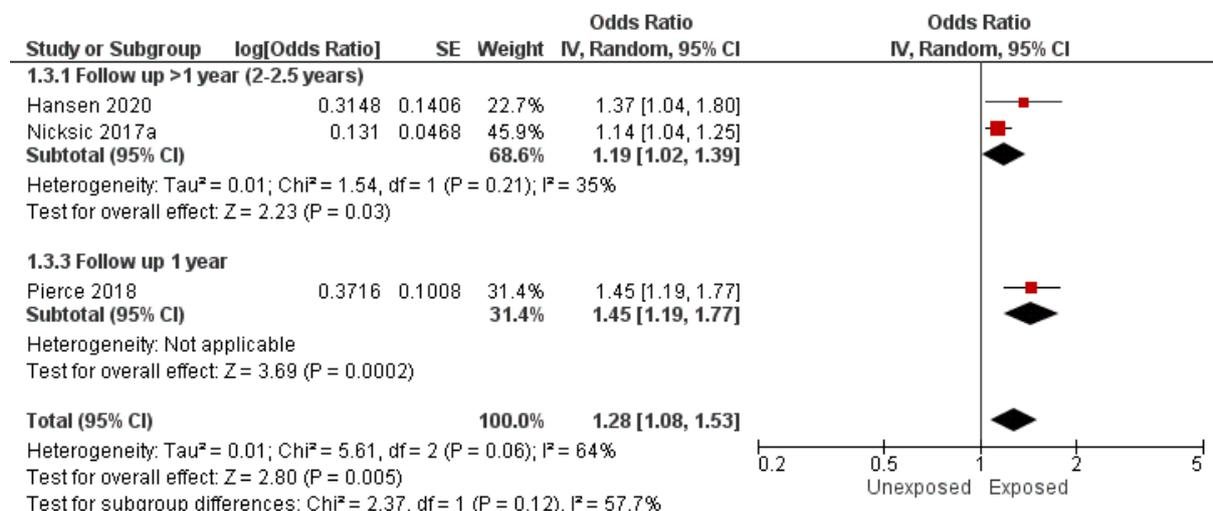 Odds Ratio Odds Ratio
Study or Subgroup log[Odds Ratio] SE Weight IV, Random, 95% CI IV, Random, 95% CI
1.3.1 Follow up >1 year (2-2.5 years)
Hansen 2020 0.3148 0.1406 22.7% 1.37 [1.04, 1.80]
Nicksic 2017a 0.131 0.0468 45.9% 1.14 [1.04, 1.25]
Subtotal (95% CI) 68.6% 1.19 [1.02, 1.39]
Heterogeneity: Tau² = 0.01; Chi² = 1.54, df = 1 (P = 0.21); I² = 35%
Test for overall effect: Z = 2.23 (P = 0.03)
1.3.3 Follow up 1 year
Pierce 2018 0.3716 0.1008 31.4% 1.45 [1.19, 1.77]
Subtotal (95% CI) 31.4% 1.45 [1.19, 1.77]
Heterogeneity: Not applicable
Test for overall effect: Z = 3.69 (P = 0.0002)
Total (95% CI) 100.0% 1.28 [1.08, 1.53]
Heterogeneity: Tau² = 0.01; Chi² = 5.61, df = 2 (P = 0.06); I² = 64%
Test for overall effect: Z = 2.80 (P = 0.005)
Test for subgroup differences: Chi² = 2.37, df = 1 (P = 0.12), I² = 57.7%
0.2 0.5 1 2 5
Unexposed Exposed